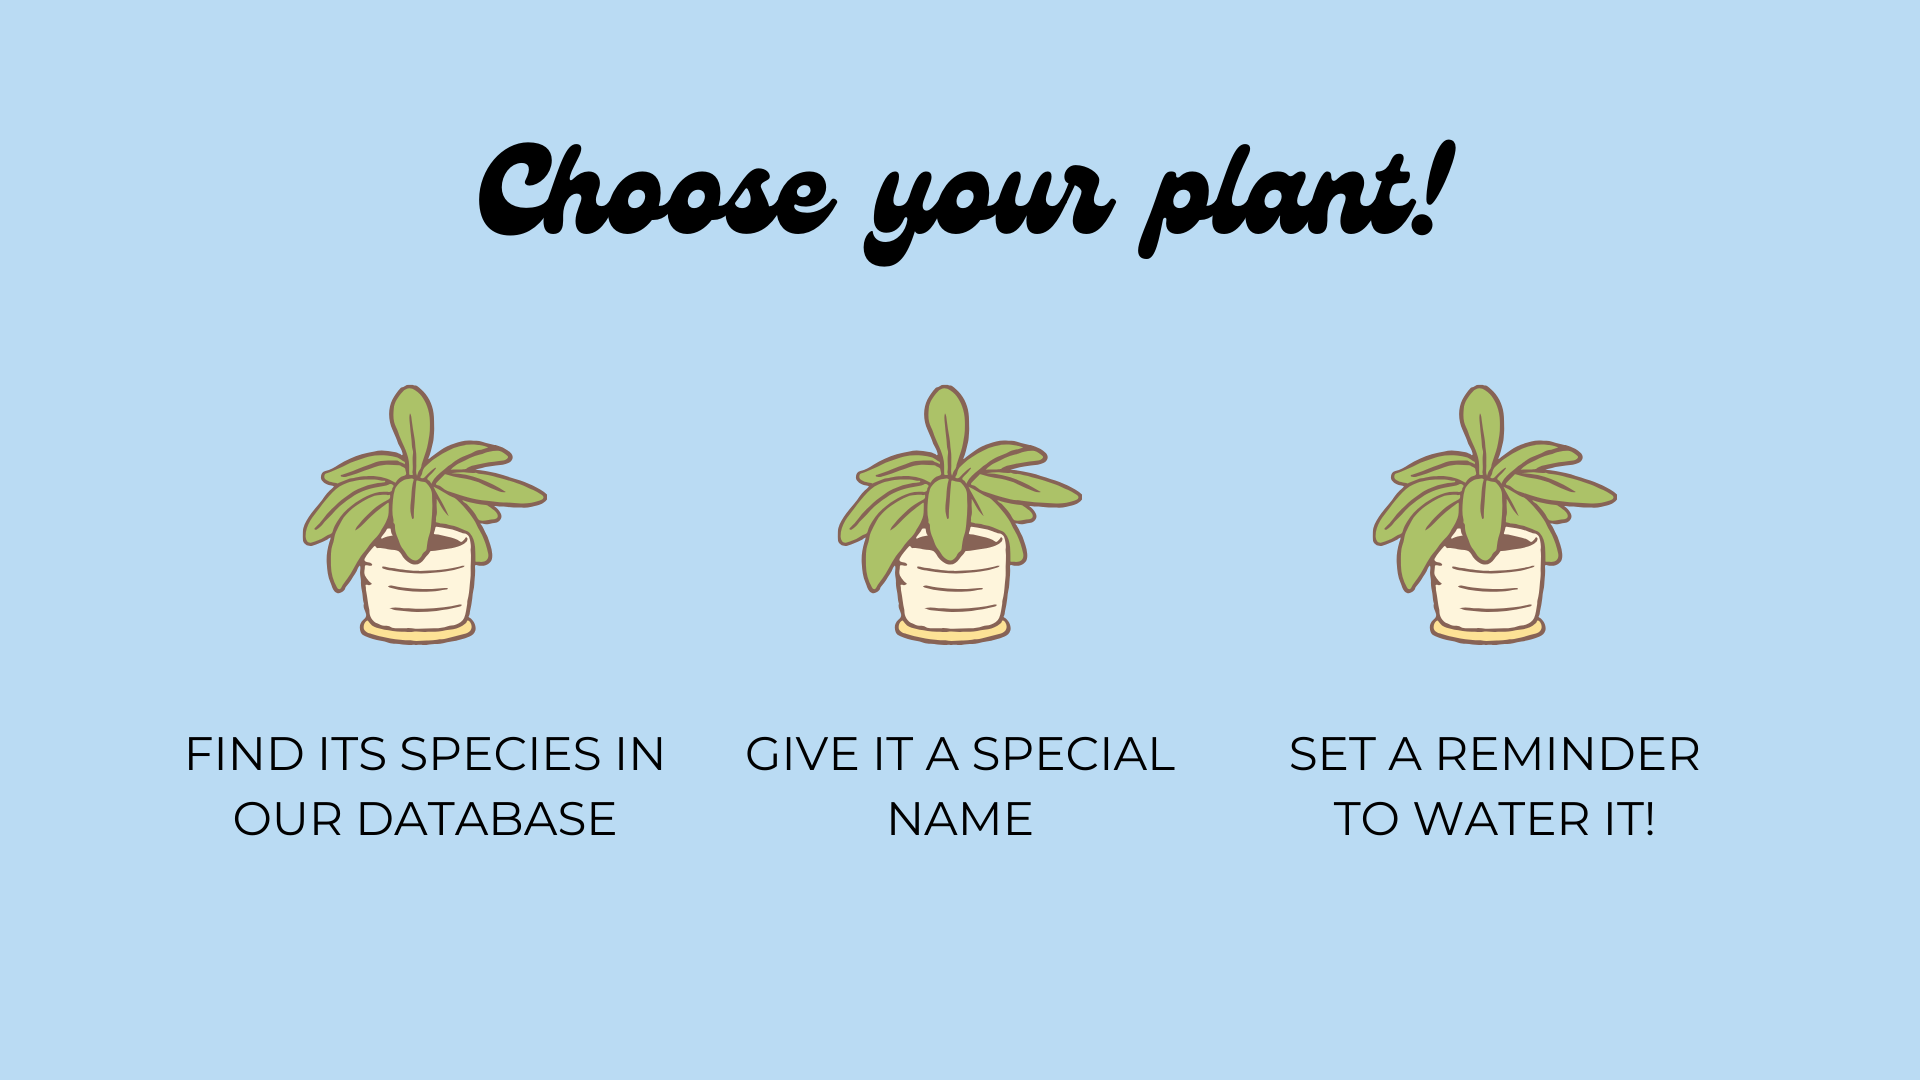 Choose your plant!
FIND ITS SPECIES IN
OUR DATABASE
GIVE IT A SPECIAL
NAME
SET A REMINDER
TO WATER IT!